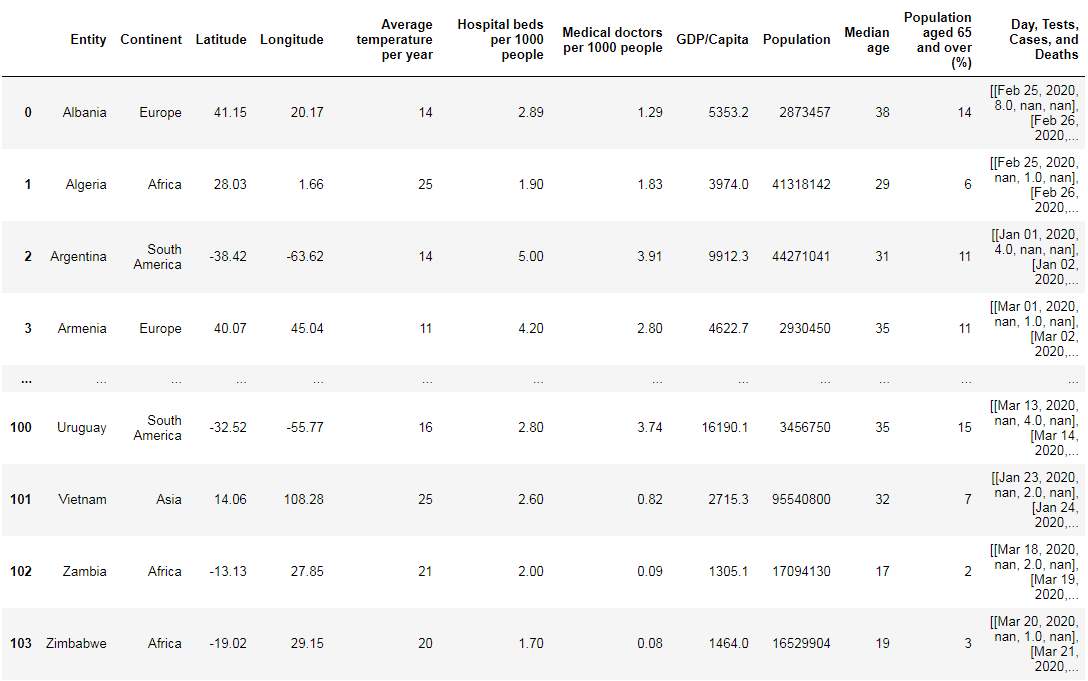 Entity Continent Latitude Longitude Average temperature per year Hospital beds per 1000 people Medical doctors per 1000 people GDP/Capita Population Median age Population aged 65 and over (%) Day, Tests, Cases, and Deaths
0 Albania Europe 41.15 20.17 14 2.89 1.29 5353.2 2873457 38 14 [[Feb 25, 2020, 8.0, nan, nan], [Feb 26, 2020,...
1 Algeria Africa 28.03 1.66 25 1.90 1.83 3974.0 41318142 29 6 [[Feb 25, 2020, nan, 1.0, nan], [Feb 26, 2020,...
2 Argentina South America -38.42 -63.62 14 5.00 3.91 9912.3 44271041 31 11 [[Jan 01, 2020, 4.0, nan, nan], [Jan 02, 2020,...
3 Armenia Europe 40.07 45.04 11 4.20 2.80 4622.7 2930450 35 11 [[Mar 01, 2020, nan, 1.0, nan], [Mar 02, 2020,...
... ... ... ... ... ... ... ... ... ... ... ... ...
100 Uruguay South America -32.52 -55.77 16 2.80 3.74 16190.1 3456750 35 15 [[Mar 13, 2020, nan, 4.0, nan], [Mar 14, 2020,...
101 Vietnam Asia 14.06 108.28 25 2.60 0.82 2715.3 95540800 32 7 [[Jan 23, 2020, nan, 2.0, nan], [Jan 24, 2020,...
102 Zambia Africa -13.13 27.85 21 2.00 0.09 1305.1 17094130 17 2 [[Mar 18, 2020, nan, 2.0, nan], [Mar 19, 2020,...
103 Zimbabwe Africa -19.02 29.15 20 1.70 0.08 1464.0 16529904 19 3 [[Mar 20, 2020, nan, 1.0, nan], [Mar 21, 2020,...